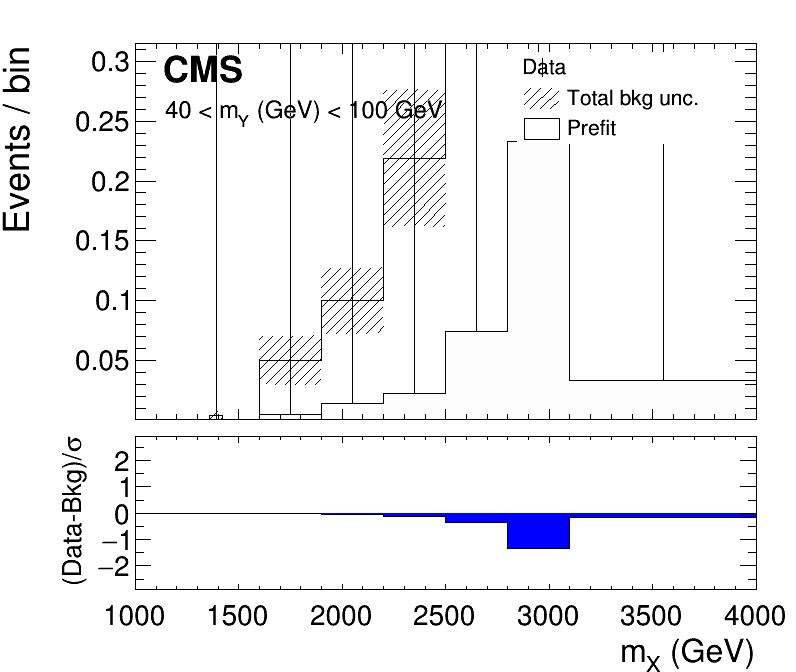 CMS
40 < mY (GeV) < 100 GeV
Data
Total bkg unc.
Prefit
Events / bin
0.3
0.25
0.2
0.15
0.1
0.05
(Data-Bkg)/σ
2
1
0
−1
−2
1000 1500 2000 2500 3000 3500 4000
mX (GeV)